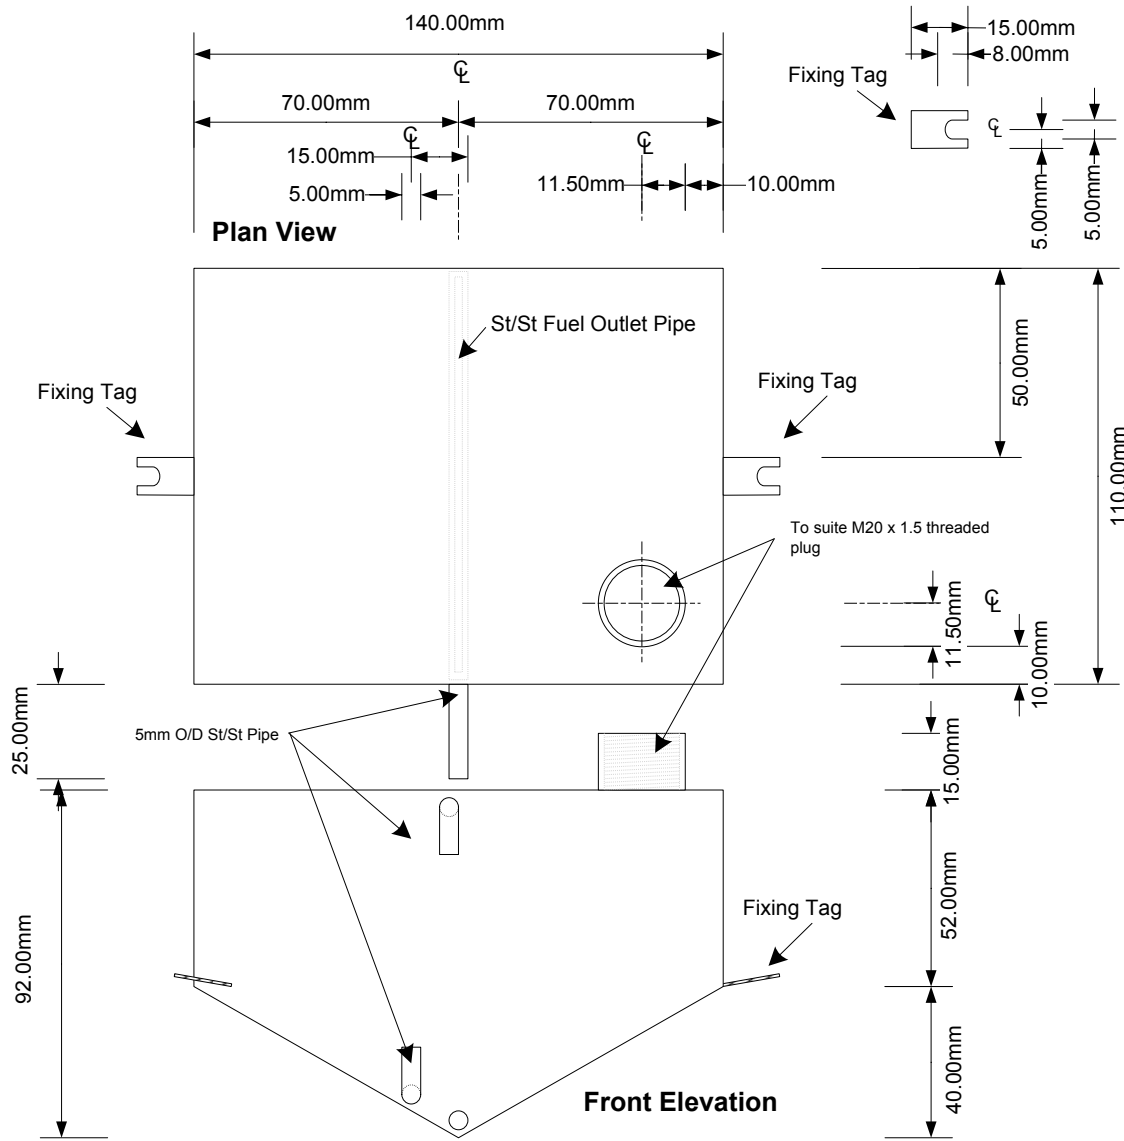 140.00mm
15.00mm
8.00mm
℄
Fixing Tag
70.00mm
70.00mm
℄
℄
℄
15.00mm
11.50mm
10.00mm
5.00mm
5.00mm
5.00mm
Plan View
St/St Fuel Outlet Pipe
50.00mm
Fixing Tag
Fixing Tag
110.00mm
To suite M20 x 1.5 threaded
plug
℄
11.50mm
10.00mm
25.00mm
5mm O/D St/St Pipe
15.00mm
52.00mm
Fixing Tag
92.00mm
40.00mm
Front Elevation